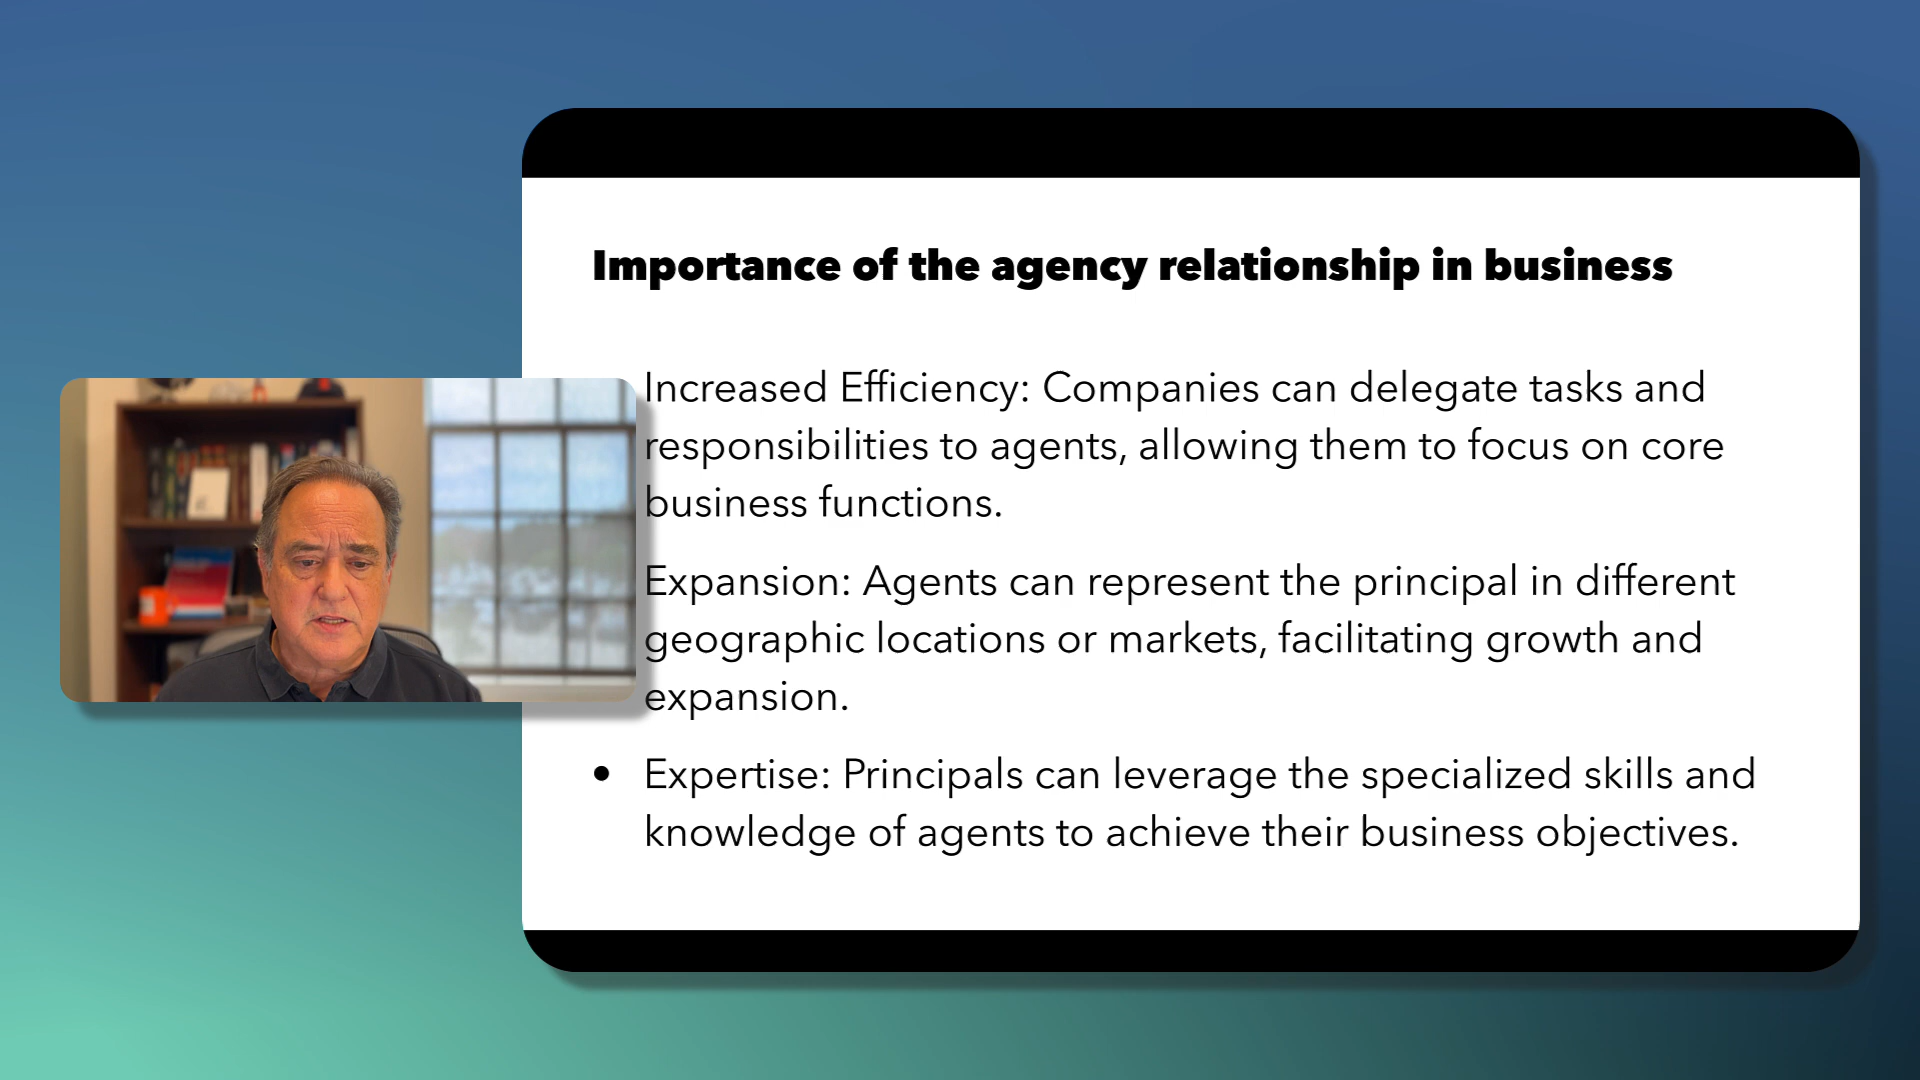 Importance of the agency relationship in business
Increased Efficiency: Companies can delegate tasks and
responsibilities to agents, allowing them to focus on core
business functions.
Expansion: Agents can represent the principal in different
geographic locations or markets, facilitating growth and
expansion.
• Expertise: Principals can leverage the specialized skills and
knowledge of agents to achieve their business objectives.